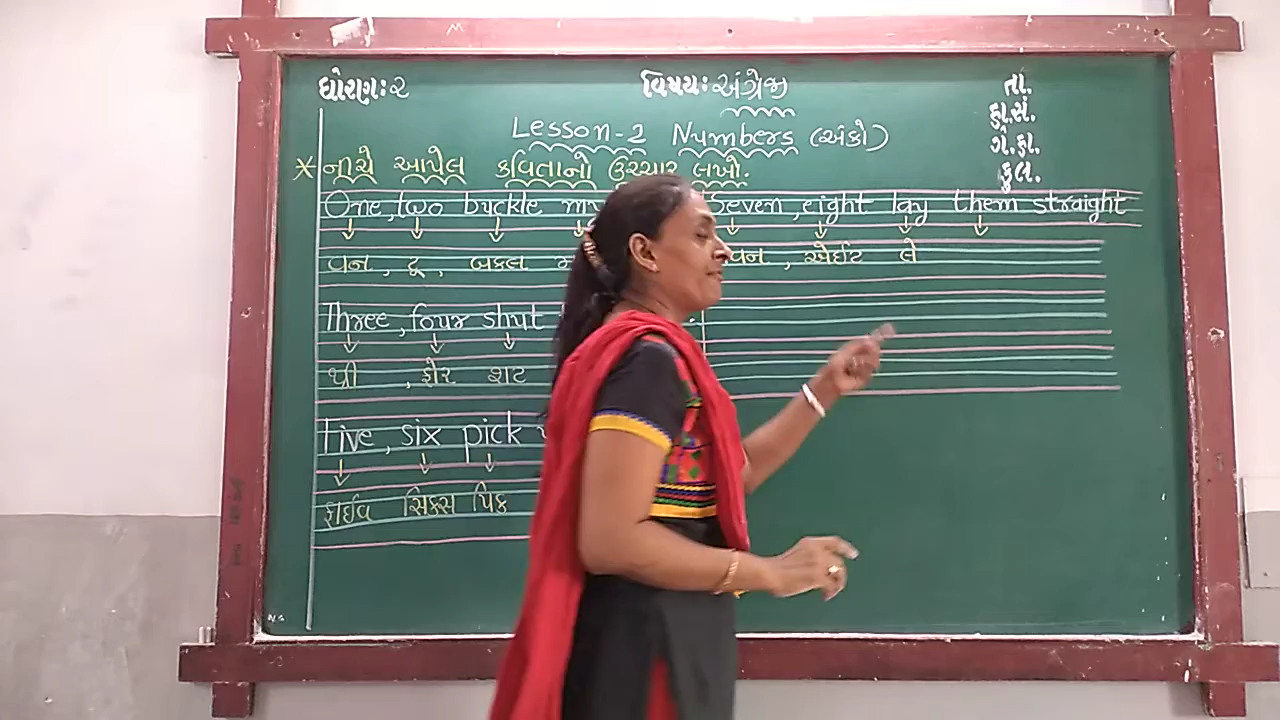 ધોરણઃ૨ વિષયઃઅંગ્રેજી તા.
હા.સં.
ગે.હા.
કુલ.
Lesson-2 Numbers (અંકો)
* નીચે આપેલ કવિતાનો ઉચ્ચાર લખો.
One, two buckle Seven, eight lay them straight
વન, ટૂ, બકલ વન, એઈટ લે
Three, four shut
થ્રી, ફોર શટ
Five, six pick
ફાઈવ સિક્સ પિક